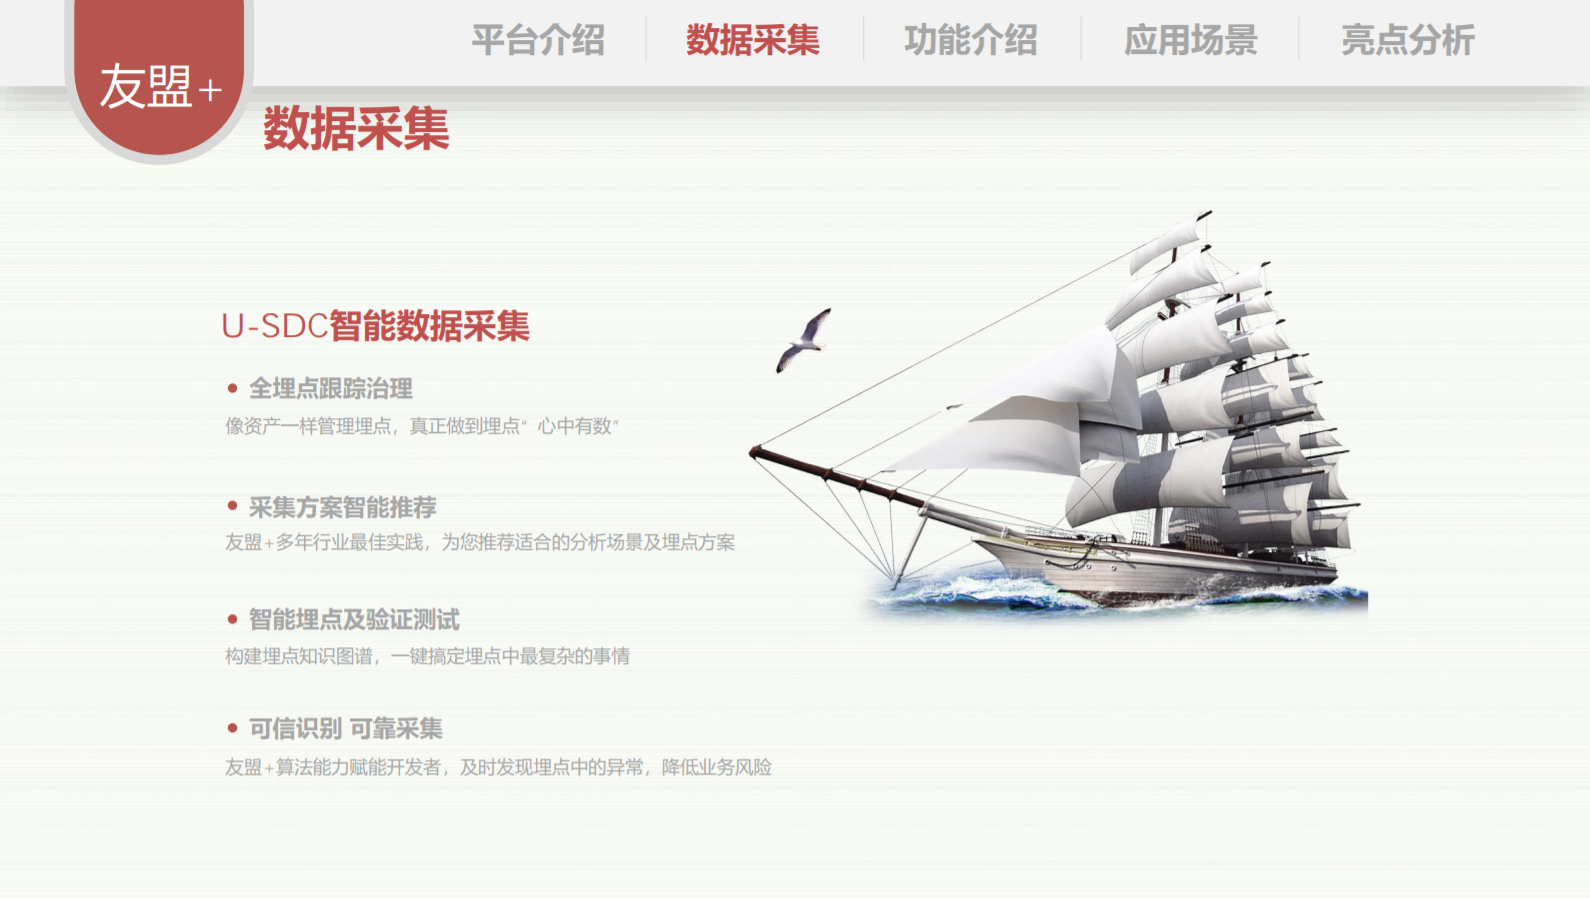 友盟+
平台介绍
数据采集
功能介绍
应用场景
亮点分析
数据采集
U-SDC智能数据采集
全埋点跟踪治理
像资产一样管理埋点，真正做到埋点“心中有数”
采集方案智能推荐
友盟+多年行业最佳实践，为您推荐适合的分析场景及埋点方案
智能埋点及验证测试
构建埋点知识图谱，一键搞定埋点中最复杂的事情
可信识别 可靠采集
友盟+算法能力赋能开发者，及时发现埋点中的异常，降低业务风险